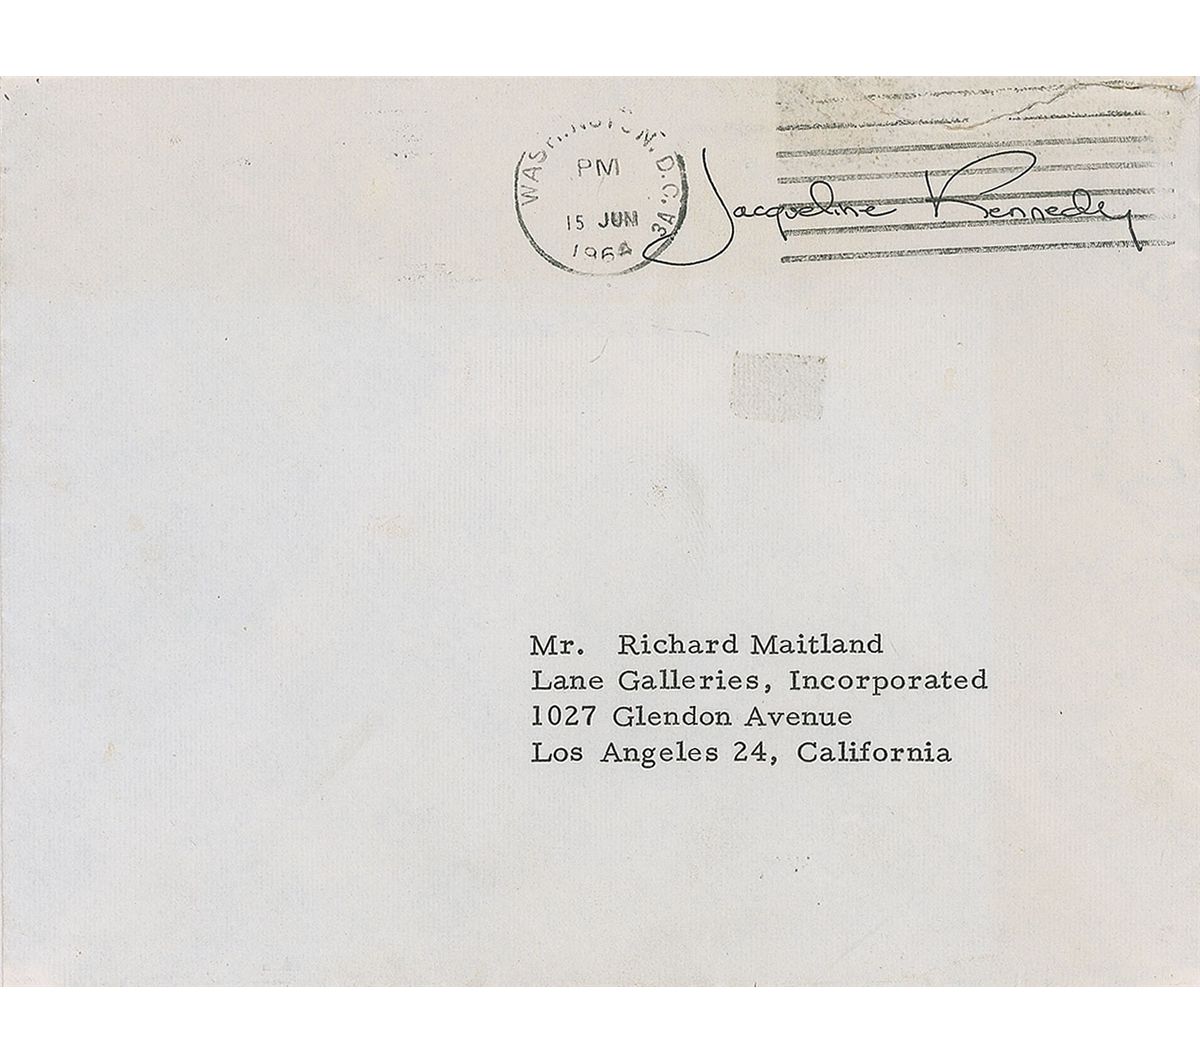 WASHINGTON, D.C. 3A
PM
15 JUN
1964
Jacqueline Kennedy
Mr. Richard Maitland
Lane Galleries, Incorporated
1027 Glendon Avenue
Los Angeles 24, California